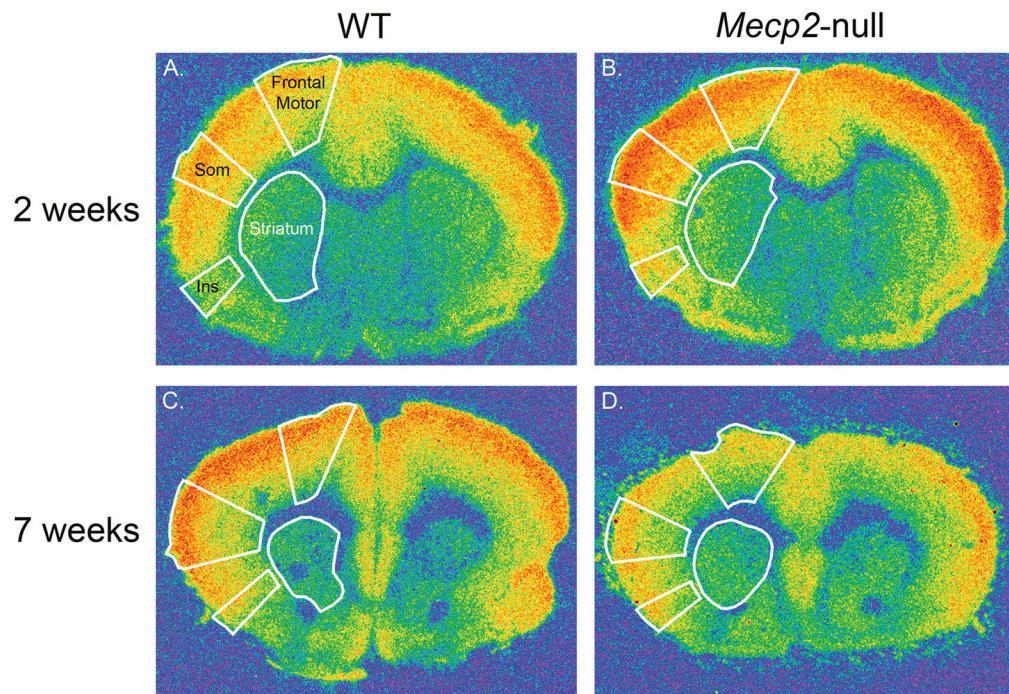 WT
Mecp2-null
2 weeks
A.
Frontal
Motor
Som
Striatum
Ins
B.
7 weeks
C.
D.